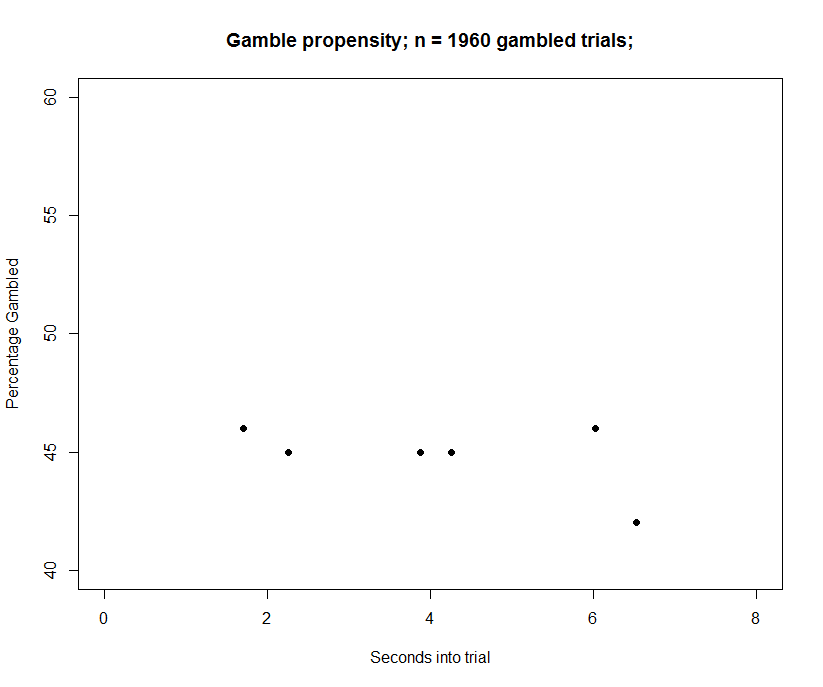 Gamble propensity; n = 1960 gambled trials;
60
55
50
45
40
Percentage Gambled
0 2 4 6 8
Seconds into trial